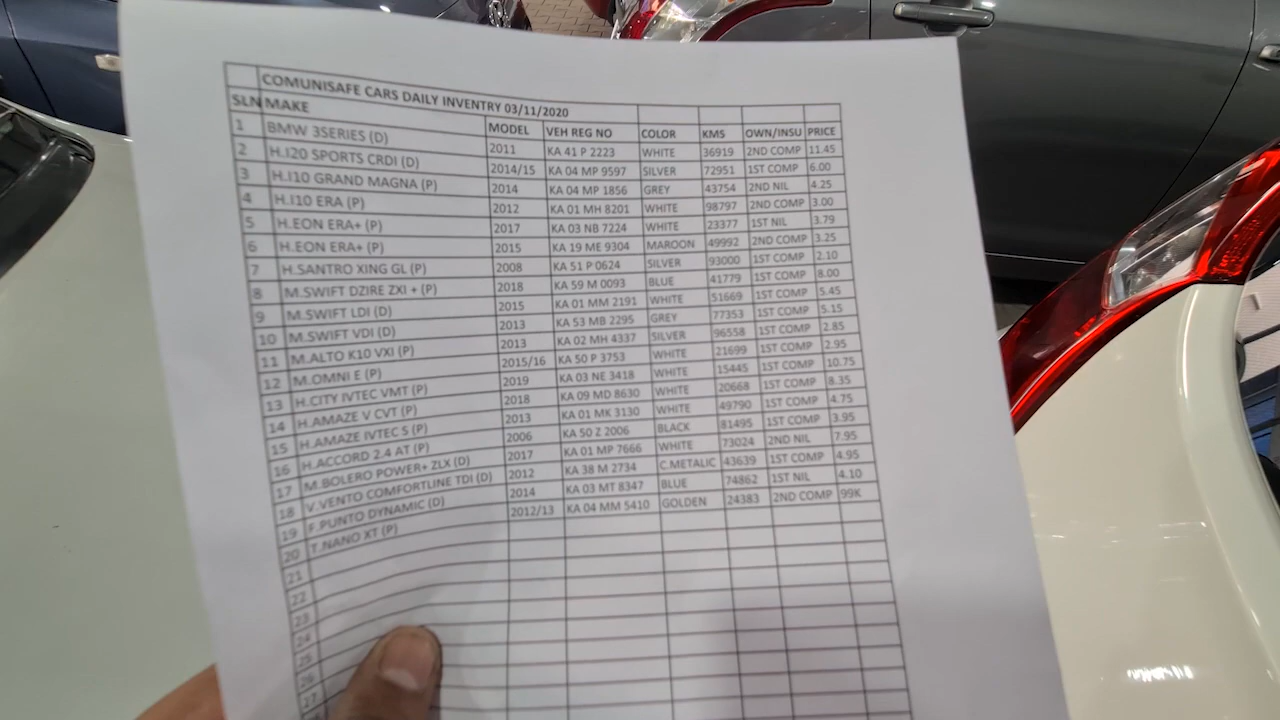 COMUNISAFE CARS DAILY INVENTRY 03/11/2020
SLN MAKE MODEL VEH REG NO COLOR KMS OWN/INSU PRICE
1 BMW 3SERIES (D) 2011 KA 41 P 2223 WHITE 36919 2ND COMP 11.45
2 H.I20 SPORTS CRDI (D) 2014/15 KA 04 MP 9597 SILVER 72951 1ST COMP 6.00
3 H.I10 GRAND MAGNA (P) 2014 KA 04 MP 1856 GREY 43754 2ND NIL 4.25
4 H.I10 ERA (P) 2012 KA 01 MH 8201 WHITE 98797 2ND COMP 3.00
5 H.EON ERA+ (P) 2017 KA 03 NB 7224 WHITE 23377 1ST NIL 3.79
6 H.EON ERA+ (P) 2015 KA 19 ME 9304 MAROON 49992 2ND COMP 3.25
7 H.SANTRO XING GL (P) 2008 KA 51 P 0624 SILVER 93000 1ST COMP 2.10
8 M.SWIFT DZIRE ZXI + (P) 2018 KA 59 M 0093 BLUE 41779 1ST COMP 8.00
9 M.SWIFT LDI (D) 2015 KA 01 MM 2191 WHITE 51669 1ST COMP 5.45
10 M.SWIFT VDI (D) 2013 KA 53 MB 2295 GREY 77353 1ST COMP 5.15
11 M.ALTO K10 VXI (P) 2013 KA 02 MH 4337 SILVER 96558 1ST COMP 2.85
12 M.OMNI E (P) 2015/16 KA 50 P 3753 WHITE 21699 1ST COMP 2.95
13 H.CITY IVTEC VMT (P) 2019 KA 03 NE 3418 WHITE 15445 1ST COMP 10.75
14 H.AMAZE V CVT (P) 2018 KA 09 MD 8630 WHITE 20668 1ST COMP 8.35
15 H.AMAZE IVTEC S (P) 2013 KA 01 MK 3130 WHITE 49790 1ST COMP 4.75
16 H.ACCORD 2.4 AT (P) 2006 KA 50 Z 2006 BLACK 81495 1ST COMP 3.95
17 M.BOLERO POWER+ ZLX (D) 2017 KA 01 MP 7666 WHITE 73024 2ND NIL 7.95
18 V.VENTO COMFORTLINE TDI (D) 2012 KA 38 M 2734 C.METALIC 43639 1ST COMP 4.95
19 F.PUNTO DYNAMIC (D) 2014 KA 03 MT 8347 BLUE 74862 1ST NIL 4.10
20 T.NANO XT (P) 2012/13 KA 04 MM 5410 GOLDEN 24383 2ND COMP 99K
21
22
23
24
25
26
27